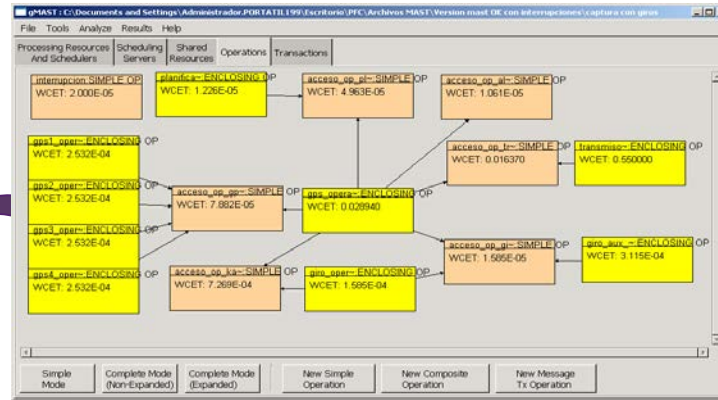 gMAST : C:\Documents and Settings\Administrador.PORTATIL199\Escritorio\PFC\Archivos MAST\Version mast OK con interrupciones\captura con giros
File Tools Analyze Results Help
Processing Resources And Schedulers
Scheduling Servers
Shared Resources
Operations
Transactions
interrupcion:SIMPLE OP
WCET: 2.000E-05
planifica~:ENCLOSING OP
WCET: 1.226E-05
acceso_op_pl~:SIMPLE OP
WCET: 4.963E-05
acceso_op_al~:SIMPLE OP
WCET: 1.061E-05
gps1_oper~:ENCLOSING OP
WCET: 2.532E-04
gps2_oper~:ENCLOSING OP
WCET: 2.532E-04
gps3_oper~:ENCLOSING OP
WCET: 2.532E-04
gps4_oper~:ENCLOSING OP
WCET: 2.532E-04
acceso_op_gp~:SIMPLE OP
WCET: 7.882E-05
gps_opera~:ENCLOSING OP
WCET: 0.028940
acceso_op_tr~:SIMPLE OP
WCET: 0.016370
transmiso~:ENCLOSING OP
WCET: 0.550000
acceso_op_ka~:SIMPLE OP
WCET: 7.269E-04
giro_oper~:ENCLOSING OP
WCET: 1.585E-04
acceso_op_gi~:SIMPLE OP
WCET: 1.585E-05
giro_aux_~:ENCLOSING OP
WCET: 3.115E-04
Simple Mode
Complete Mode (Non-Expanded)
Complete Mode (Expanded)
New Simple Operation
New Composite Operation
New Message Tx Operation